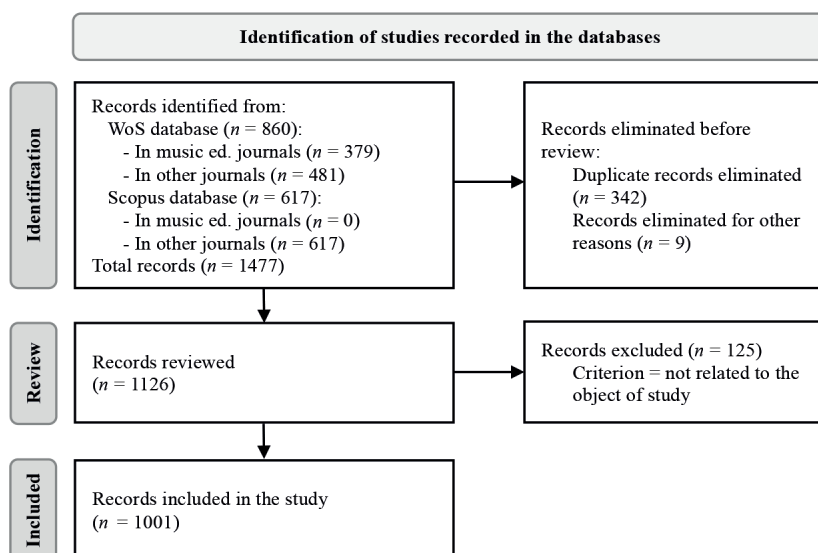 Identification of studies recorded in the databases
Identification
Records identified from:
WoS database (n = 860):
- In music ed. journals (n = 379)
- In other journals (n = 481)
Scopus database (n = 617):
- In music ed. journals (n = 0)
- In other journals (n = 617)
Total records (n = 1477)
Records eliminated before
review:
Duplicate records eliminated
(n = 342)
Records eliminated for other
reasons (n = 9)
Review
Records reviewed
(n = 1126)
Records excluded (n = 125)
Criterion = not related to the
object of study
Included
Records included in the study
(n = 1001)